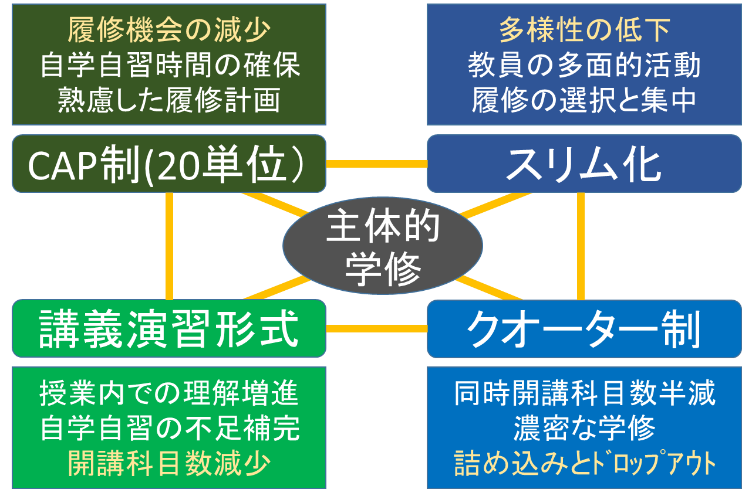 履修機会の減少
自学自習時間の確保
熟慮した履修計画
CAP制(20単位）
多様性の低下
教員の多面的活動
履修の選択と集中
スリム化
主体的
学修
講義演習形式
授業内での理解増進
自学自習の不足補完
開講科目数減少
クオーター制
同時開講科目数半減
濃密な学修
詰め込みとﾄﾞﾛｯﾌﾟｱｳﾄ